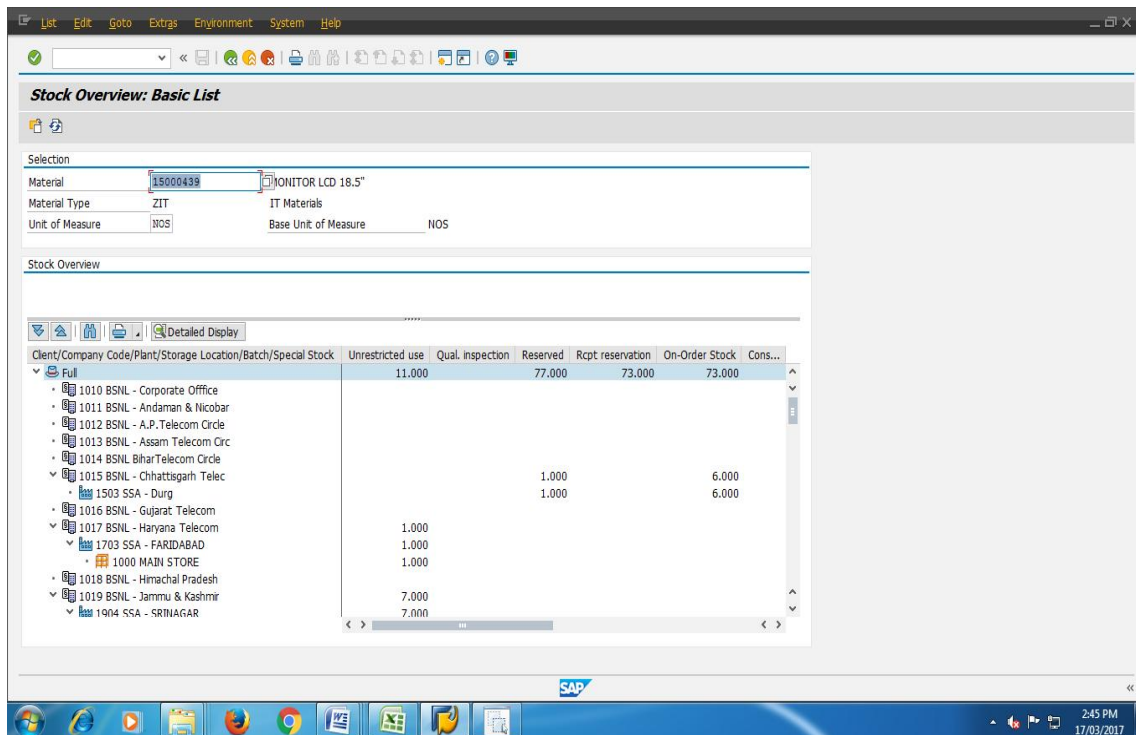 List Edit Goto Extras Environment System Help
Stock Overview: Basic List
Selection
Material 15000439 MONITOR LCD 18.5"
Material Type ZIT IT Materials
Unit of Measure NOS Base Unit of Measure NOS
Stock Overview
Detailed Display
Client/Company Code/Plant/Storage Location/Batch/Special Stock Unrestricted use Qual. inspection Reserved Rcpt reservation On-Order Stock Cons...
Full 11.000 77.000 73.000 73.000
1010 BSNL - Corporate Offfice
1011 BSNL - Andaman & Nicobar
1012 BSNL - A.P.Telecom Circle
1013 BSNL - Assam Telecom Circ
1014 BSNL BiharTelecom Circle
1015 BSNL - Chhattisgarh Telec 1.000 6.000
1503 SSA - Durg 1.000 6.000
1016 BSNL - Gujarat Telecom
1017 BSNL - Haryana Telecom 1.000
1703 SSA - FARIDABAD 1.000
1000 MAIN STORE 1.000
1018 BSNL - Himachal Pradesh
1019 BSNL - Jammu & Kashmir 7.000
1904 SSA - SRINAGAR 7.000
SAP
2:45 PM
17/03/2017